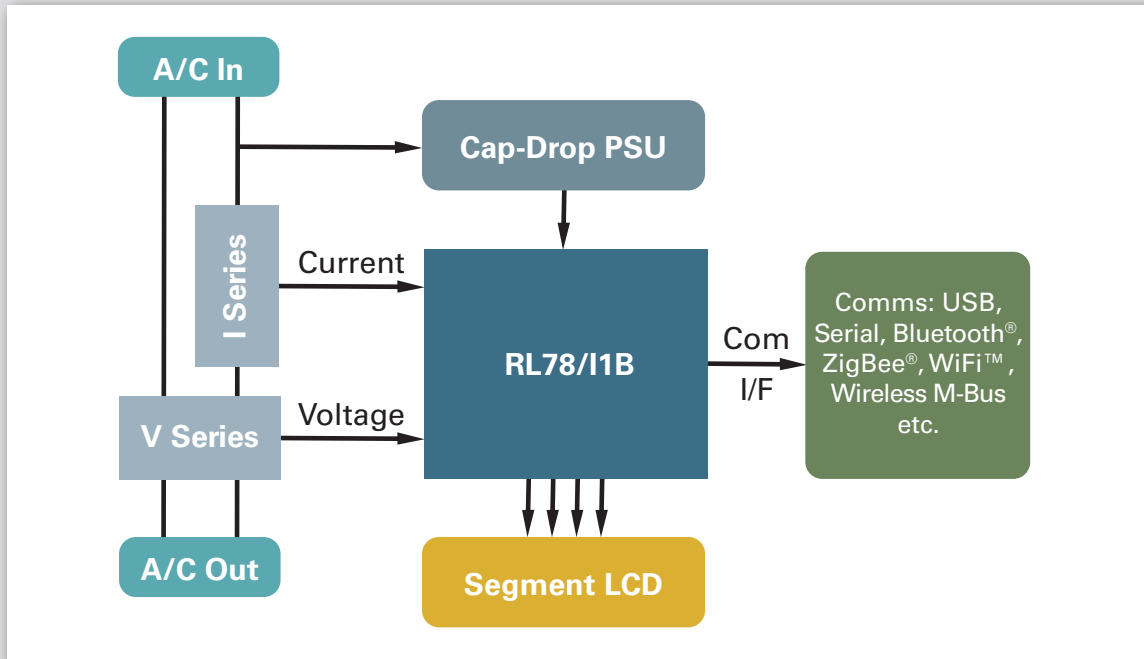 A/C In
Cap-Drop PSU
I Series
Current
RL78/I1B
Com
I/F
Comms: USB,
Serial, Bluetooth®,
ZigBee®, WiFi™ ,
Wireless M-Bus
etc.
V Series
Voltage
A/C Out
Segment LCD